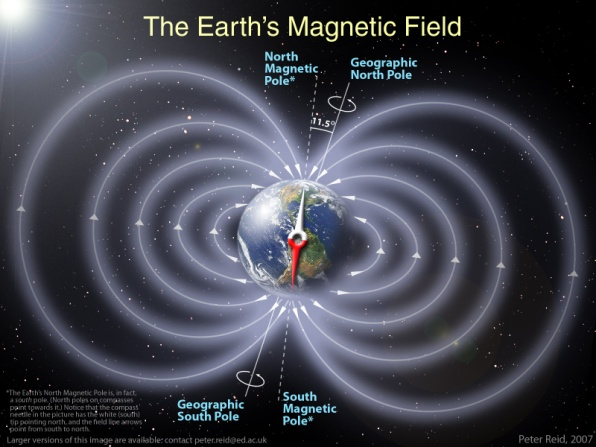 The Earth's Magnetic Field
North
Magnetic
Pole*
Geographic
North Pole
11.5°
Geographic
South Pole
South
Magnetic
Pole*
*The Earth's North Magnetic Pole is, in fact,
a south pole. (North poles on compasses
point towards it.) Notice that the compass
needle in the picture has the white (south)
tip pointing north, and the field line arrows
point from south to north.
Larger versions of this image are available: contact peter.reid@ed.ac.uk
Peter Reid, 2007